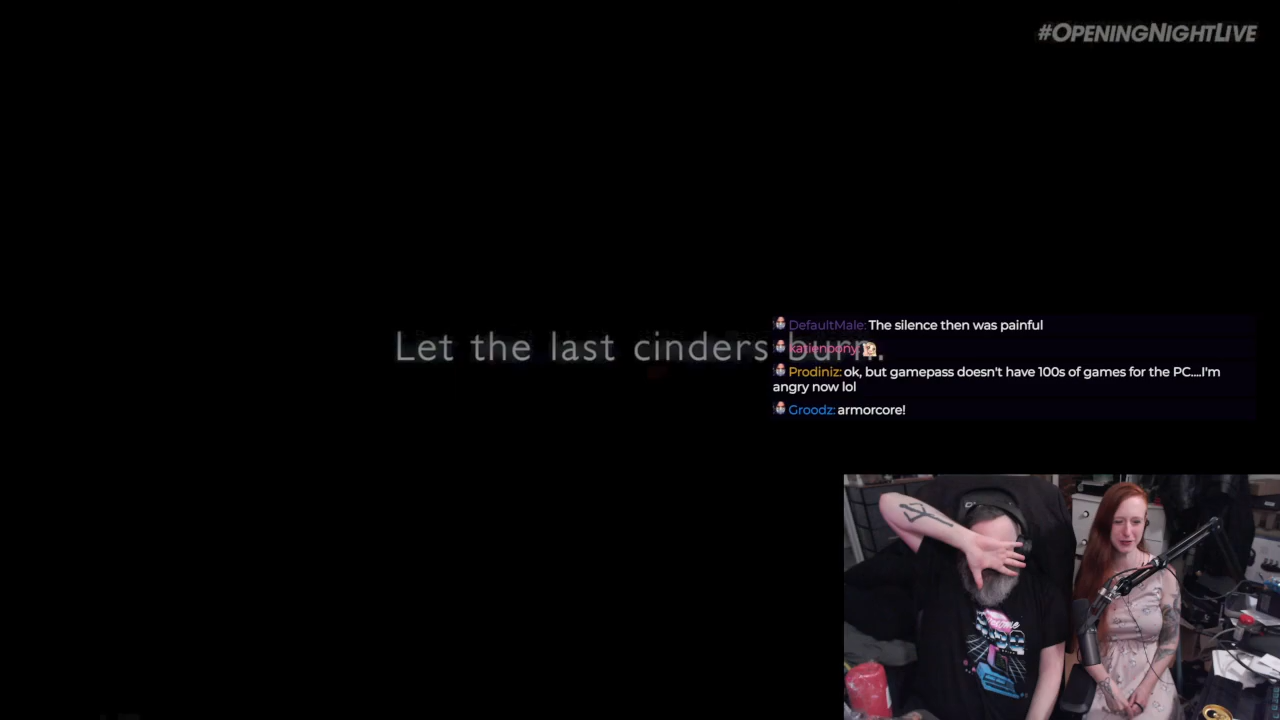 #OPENINGNIGHTLIVE
DefaultMale: The silence then was painful
Let the last cinders burn.
katienoony:
Prodiniz: ok, but gamepass doesn't have 100s of games for the PC....I'm
angry now lol
Groodz: armorcore!